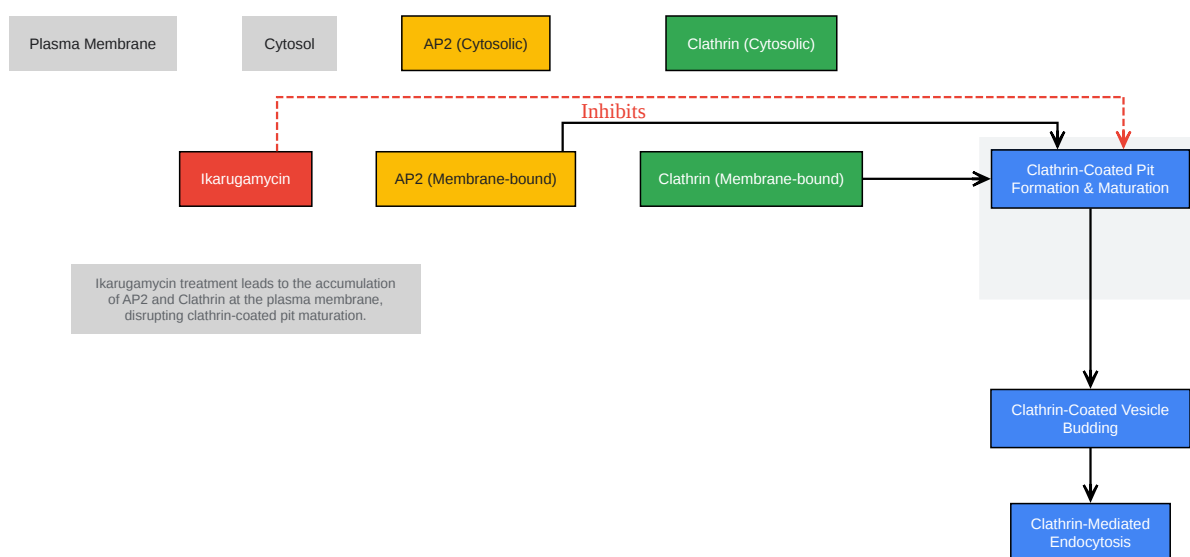 Plasma Membrane
Cytosol
AP2 (Cytosolic)
Clathrin (Cytosolic)
Inhibits
Ikarugamycin
AP2 (Membrane-bound)
Clathrin (Membrane-bound)
Clathrin-Coated Pit
Formation & Maturation
Ikarugamycin treatment leads to the accumulation
of AP2 and Clathrin at the plasma membrane,
disrupting clathrin-coated pit maturation.
Clathrin-Coated Vesicle
Budding
Clathrin-Mediated
Endocytosis